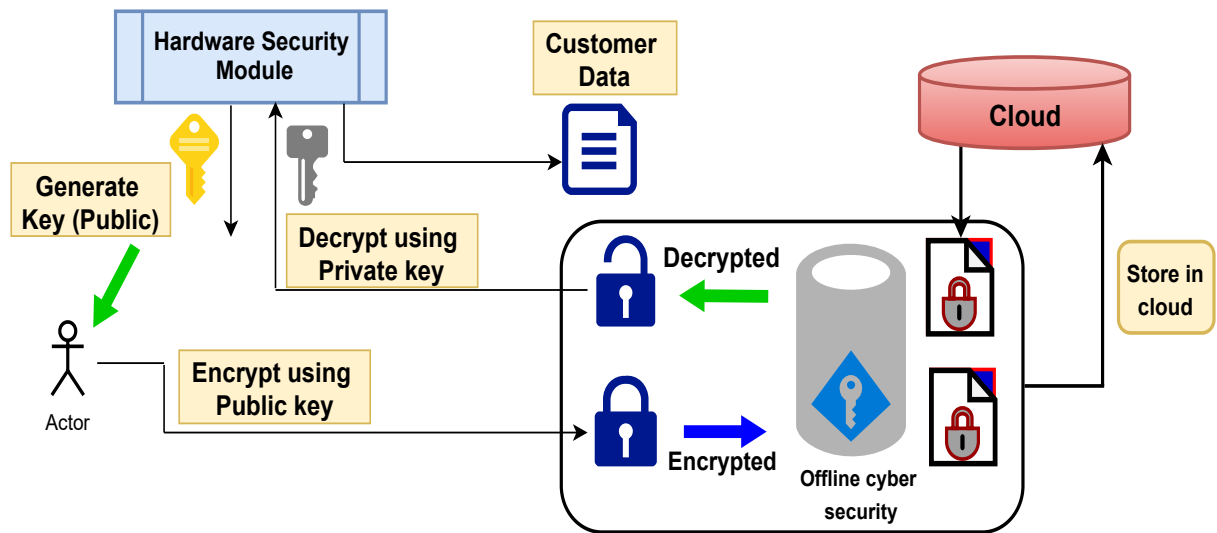 Hardware Security
Module
Customer
Data
Cloud
Generate
Key (Public)
Decrypt using
Private key
Decrypted
Store in
cloud
Actor
Encrypt using
Public key
Encrypted
Offline cyber
security